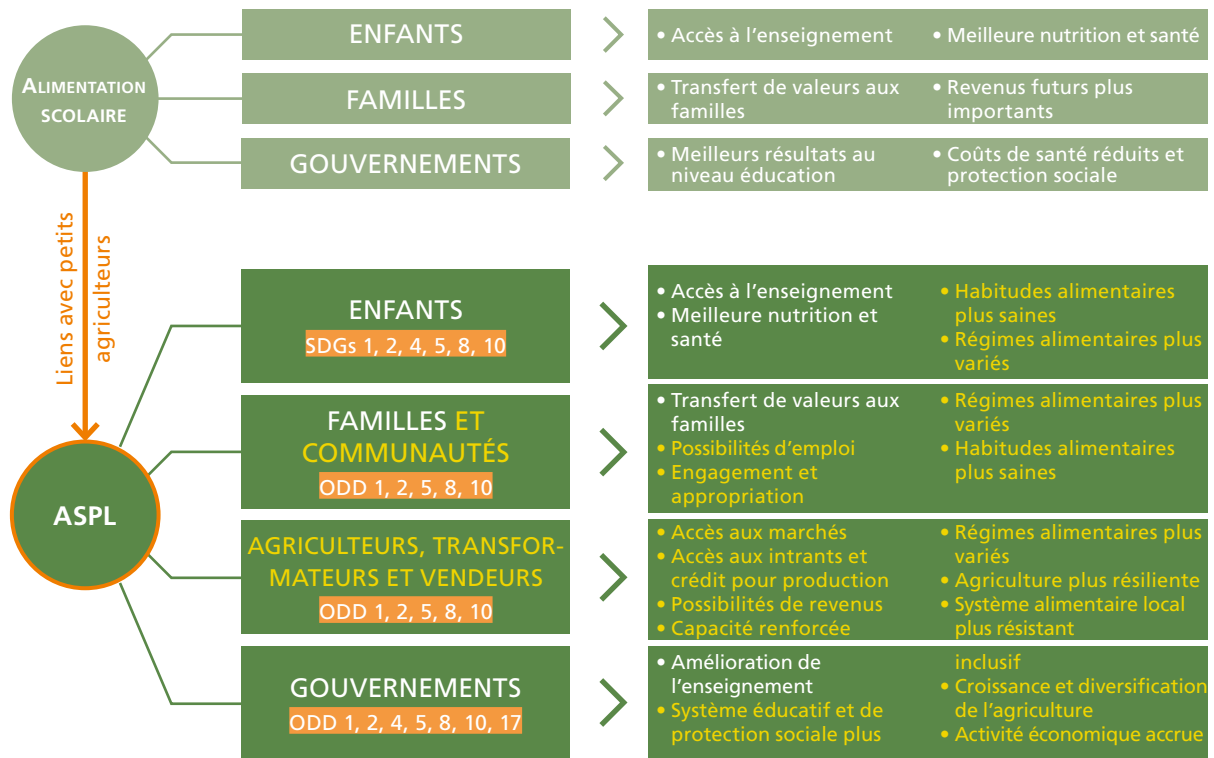 ALIMENTATION
SCOLAIRE
ENFANTS
• Accès à l'enseignement
• Meilleure nutrition et santé
FAMILLES
• Transfert de valeurs aux
familles
• Revenus futurs plus
importants
GOUVERNEMENTS
• Meilleurs résultats au
niveau éducation
• Coûts de santé réduits et
protection sociale
Liens avec petits
agriculteurs
ASPL
ENFANTS
SDGs 1, 2, 4, 5, 8, 10
• Accès à l'enseignement
• Meilleure nutrition et
santé
• Habitudes alimentaires
plus saines
• Régimes alimentaires plus
variés
FAMILLES ET
COMMUNAUTÉS
ODD 1, 2, 5, 8, 10
• Transfert de valeurs aux
familles
• Possibilités d'emploi
• Engagement et
appropriation
• Régimes alimentaires plus
variés
• Habitudes alimentaires
plus saines
AGRICULTEURS, TRANSFOR-
MATEURS ET VENDEURS
ODD 1, 2, 5, 8, 10
• Accès aux marchés
• Accès aux intrants et
crédit pour production
• Possibilités de revenus
• Capacité renforcée
• Régimes alimentaires plus
variés
• Agriculture plus résiliente
• Système alimentaire local
plus résistant
GOUVERNEMENTS
ODD 1, 2, 4, 5, 8, 10, 17
• Amélioration de
l'enseignement
• Système éducatif et de
protection sociale plus
inclusif
• Croissance et diversification
de l'agriculture
• Activité économique accrue